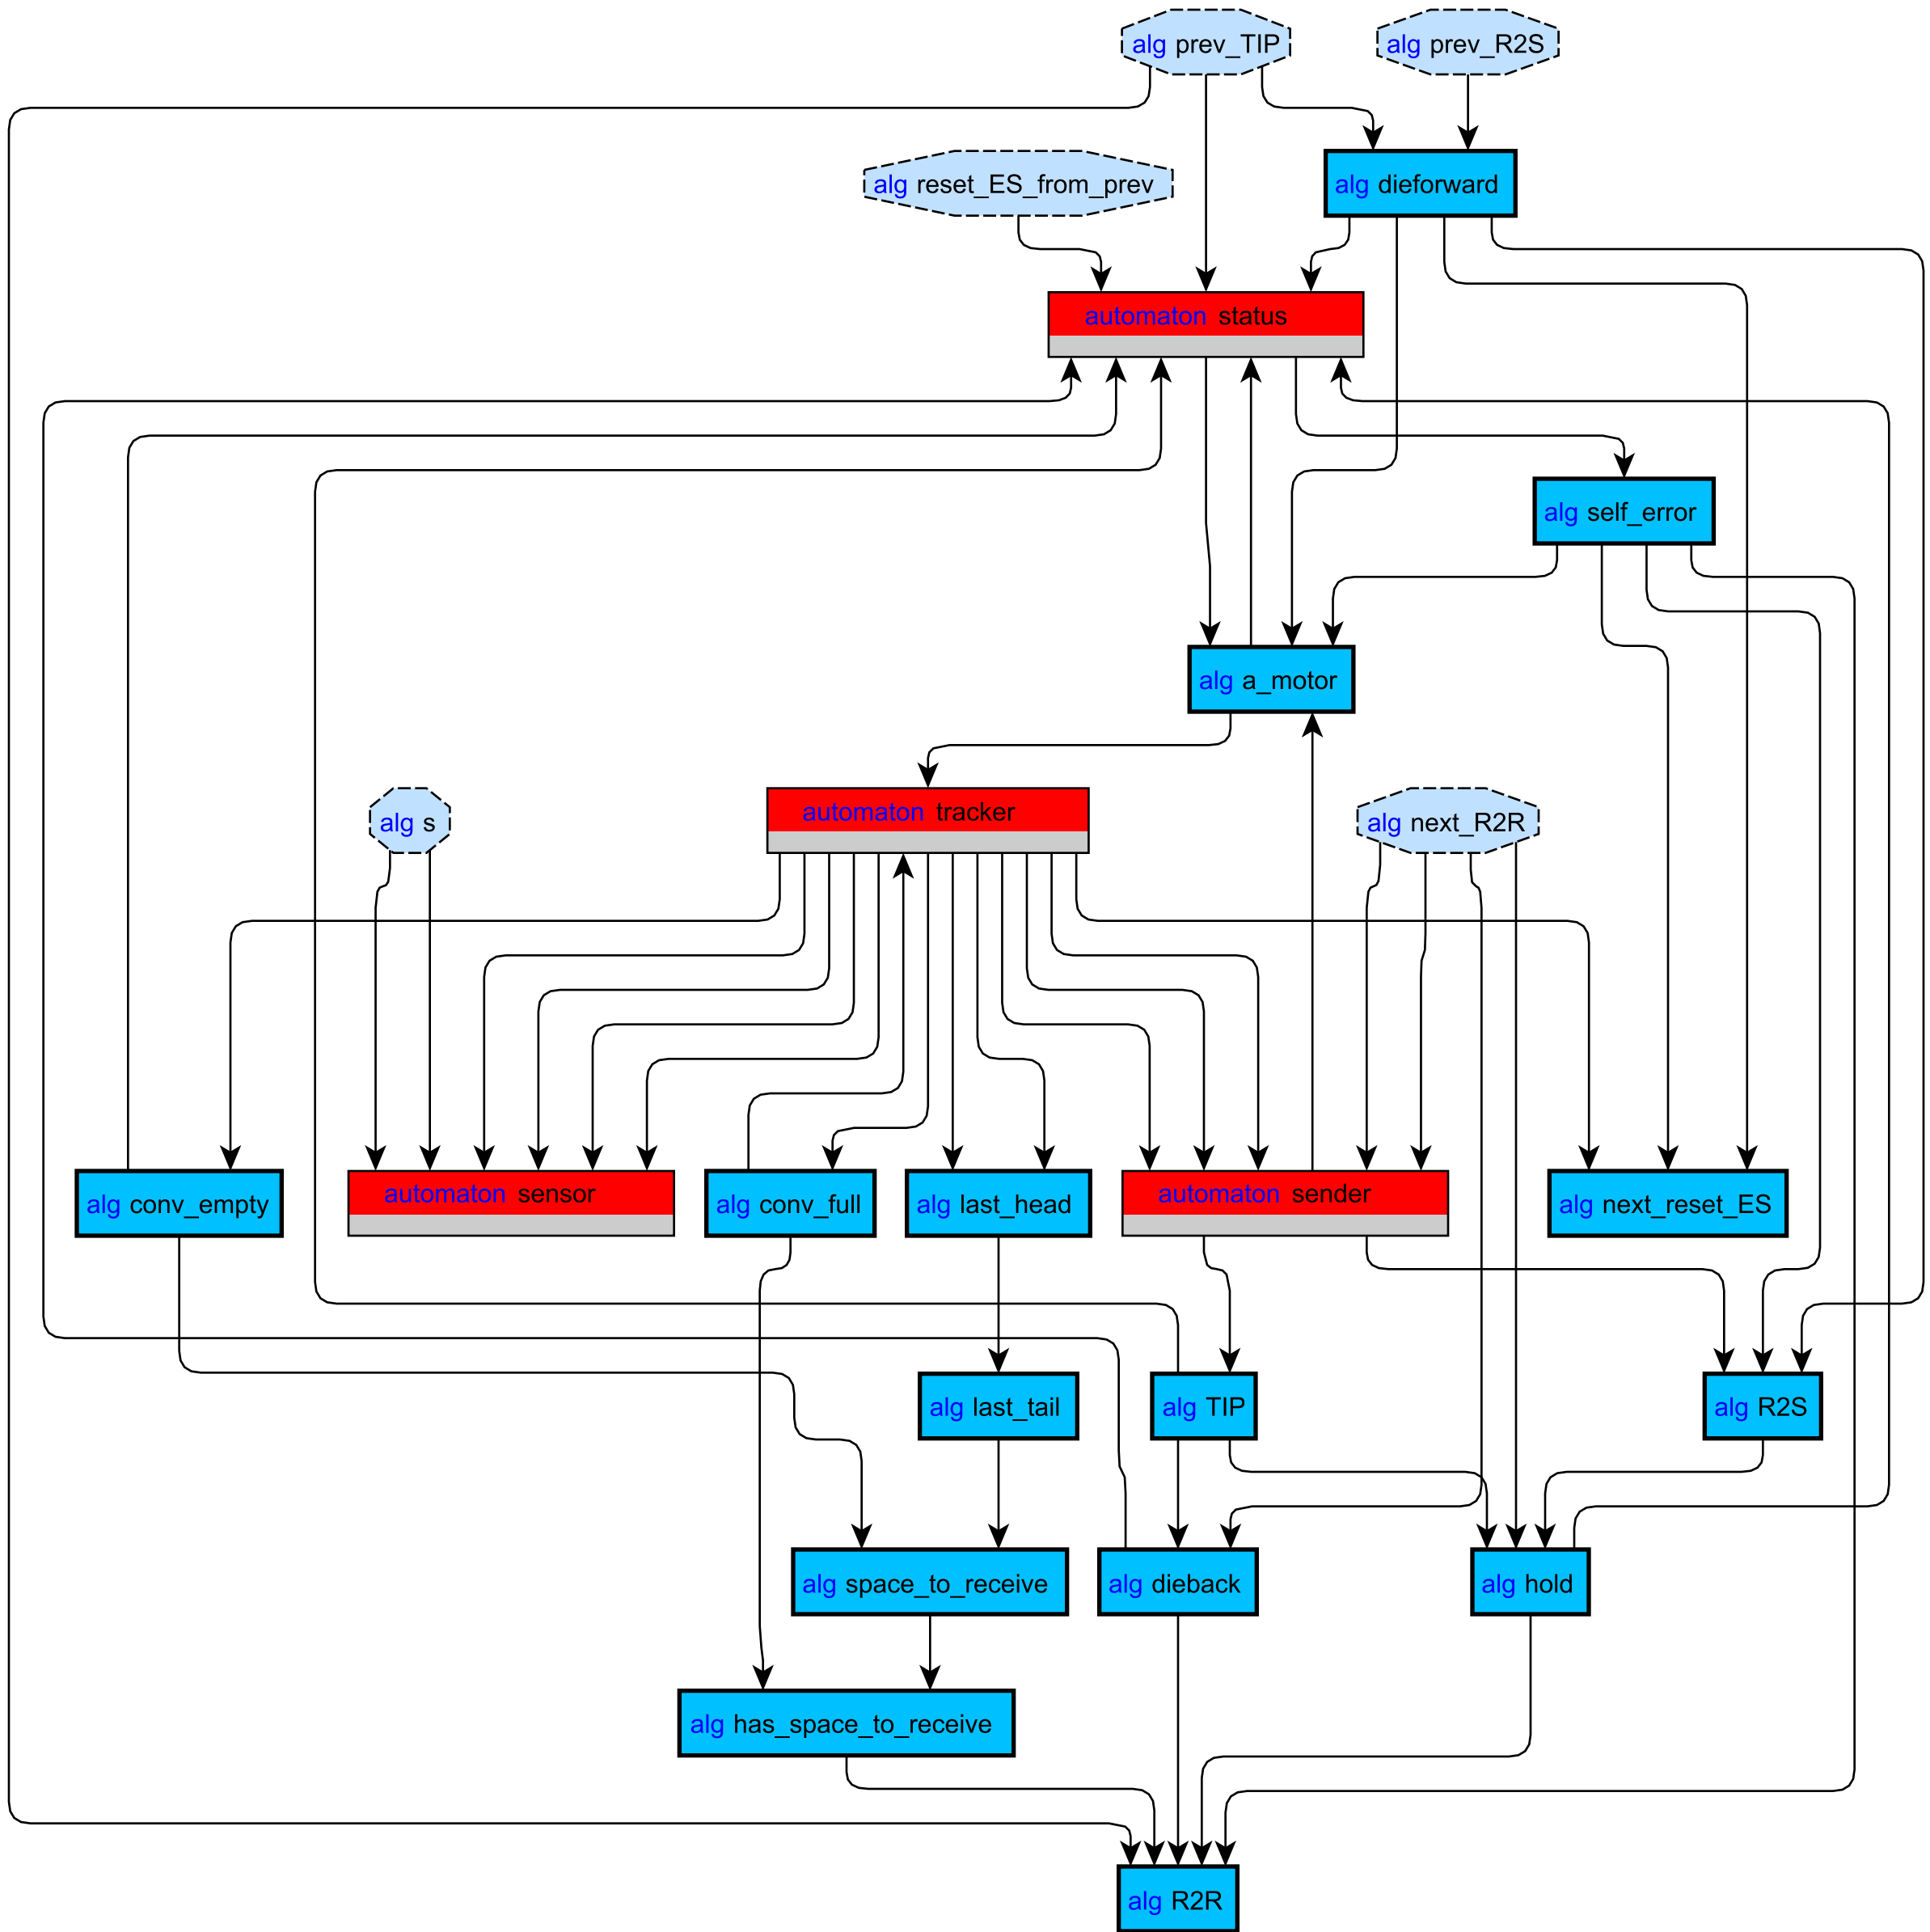 alg prev_TIP
alg prev_R2S
alg reset_ES_from_prev
alg dieforward
automaton status
alg self_error
alg a_motor
alg s
automaton tracker
alg next_R2R
alg conv_empty
automaton sensor
alg conv_full
alg last_head
automaton sender
alg next_reset_ES
alg last_tail
alg TIP
alg R2S
alg space_to_receive
alg dieback
alg hold
alg has_space_to_receive
alg R2R